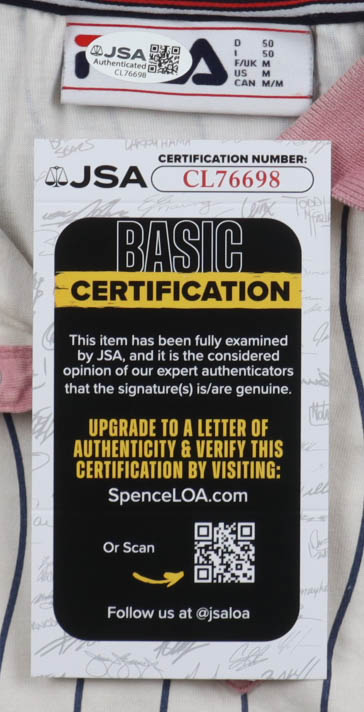 JSA
Authenticated
CL76698
D 50
I 50
F/UK M
US M
CAN M/M
JSA
CERTIFICATION NUMBER:
CL76698
BASIC
CERTIFICATION
This item has been fully examined
by JSA, and it is the considered
opinion of our expert authenticators
that the signature(s) is/are genuine.
UPGRADE TO A LETTER OF
AUTHENTICITY & VERIFY THIS
CERTIFICATION BY VISITING:
SpenceLOA.com
Or Scan
Follow us at @jsaloa